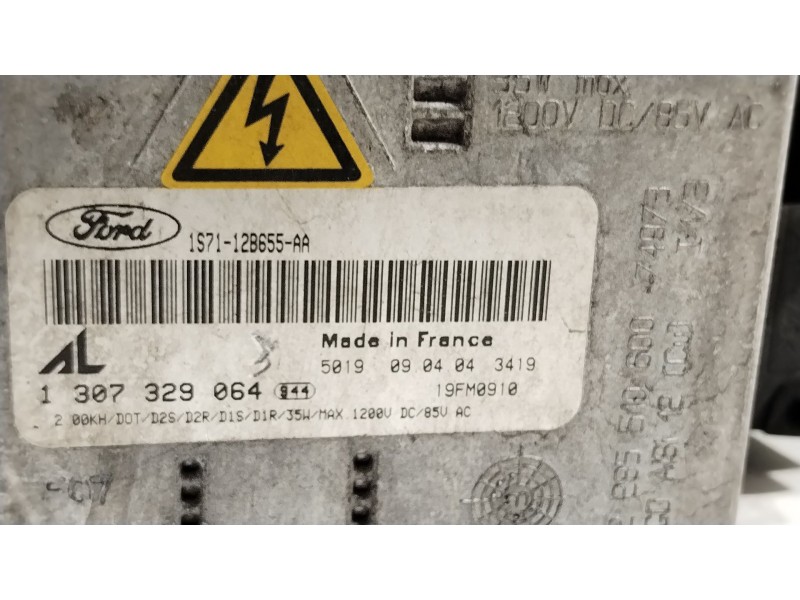 35W max.
1200V DC/85V AC
Ford
1S71-12B655-AA
AL
Made in France
5019 09.04.04 3419
1 307 329 064 944
19FM0910
2.00KH/DOT/D2S/D2R/D1S/D1R/35W/MAX.1200V DC/85V AC